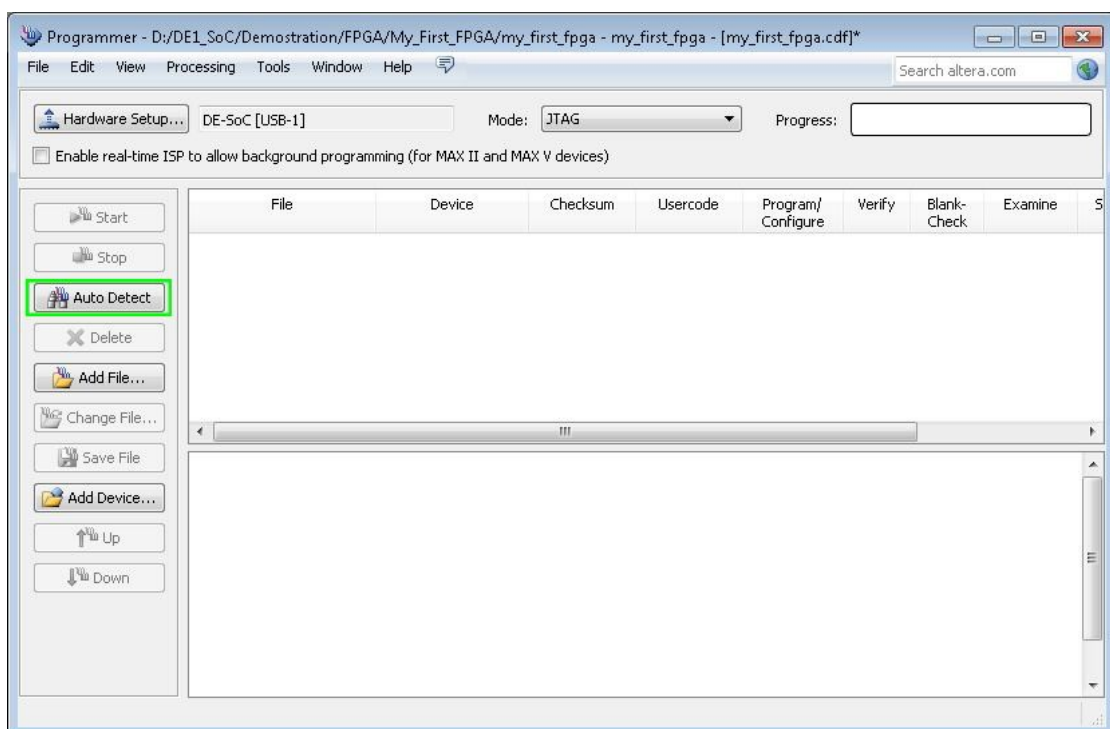 Programmer - D:/DE1_SoC/Demostration/FPGA/My_First_FPGA/my_first_fpga - my_first_fpga - [my_first_fpga.cdf]*
File Edit View Processing Tools Window Help
Search altera.com
Hardware Setup... DE-SoC [USB-1] Mode: JTAG Progress:
Enable real-time ISP to allow background programming (for MAX II and MAX V devices)
File Device Checksum Usercode Program/ Verify Blank- Examine S
Configure Check
Start
Stop
Auto Detect
Delete
Add File...
Change File...
Save File
Add Device...
Up
Down